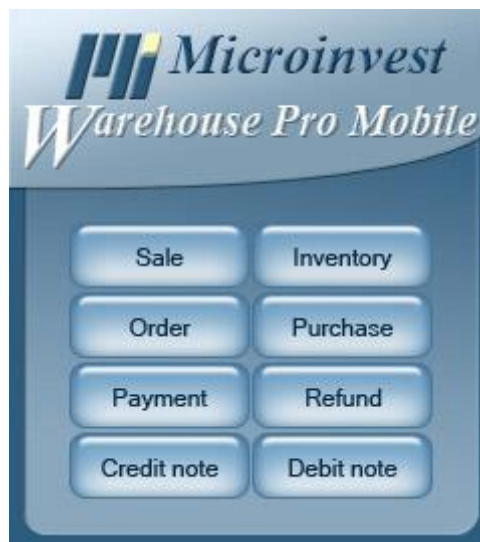 Microinvest
Warehouse Pro Mobile
Sale Inventory
Order Purchase
Payment Refund
Credit note Debit note